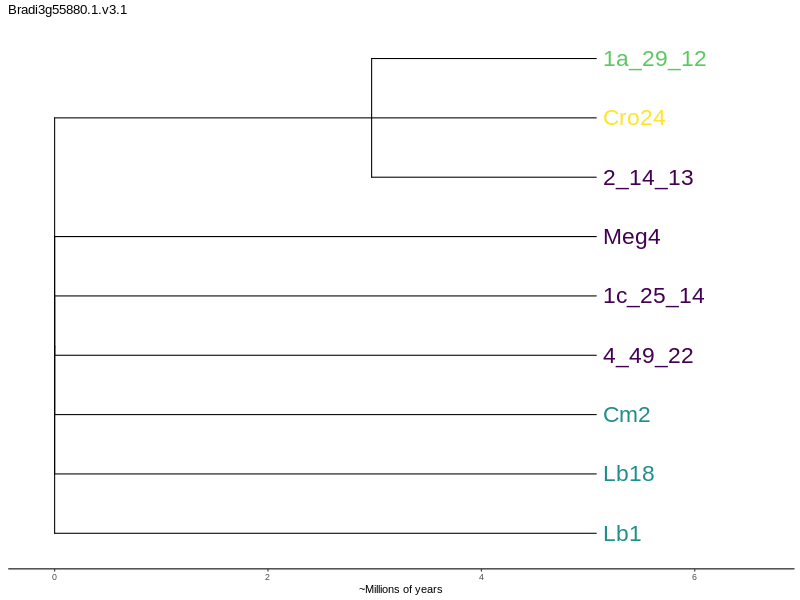 Bradi3g55880.1.v3.1
1a_29_12
Cro24
2_14_13
Meg4
1c_25_14
4_49_22
Cm2
Lb18
Lb1
0 2 4 6
~Millions of years